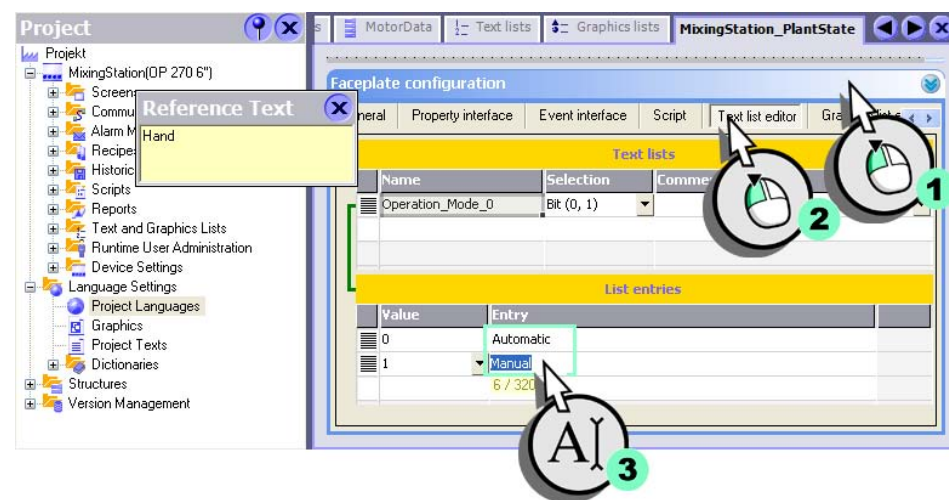 Project
Projekt
MixingStation(OP 270 6")
Screen
Commu
Alarm M
Recipe
Historic
Scripts
Reports
Text and Graphics Lists
Runtime User Administration
Device Settings
Language Settings
Project Languages
Graphics
Project Texts
Dictionaries
Structures
Version Management
Reference Text
Hand
s MotorData Text lists Graphics lists MixingStation_PlantState
Faceplate configuration
neral Property interface Event interface Script Text list editor Gra
Text lists
Name Selection Comme
Operation_Mode_0 Bit (0, 1)
List entries
Value Entry
0 Automatic
1 Manual
6 / 320
1
2
A
3